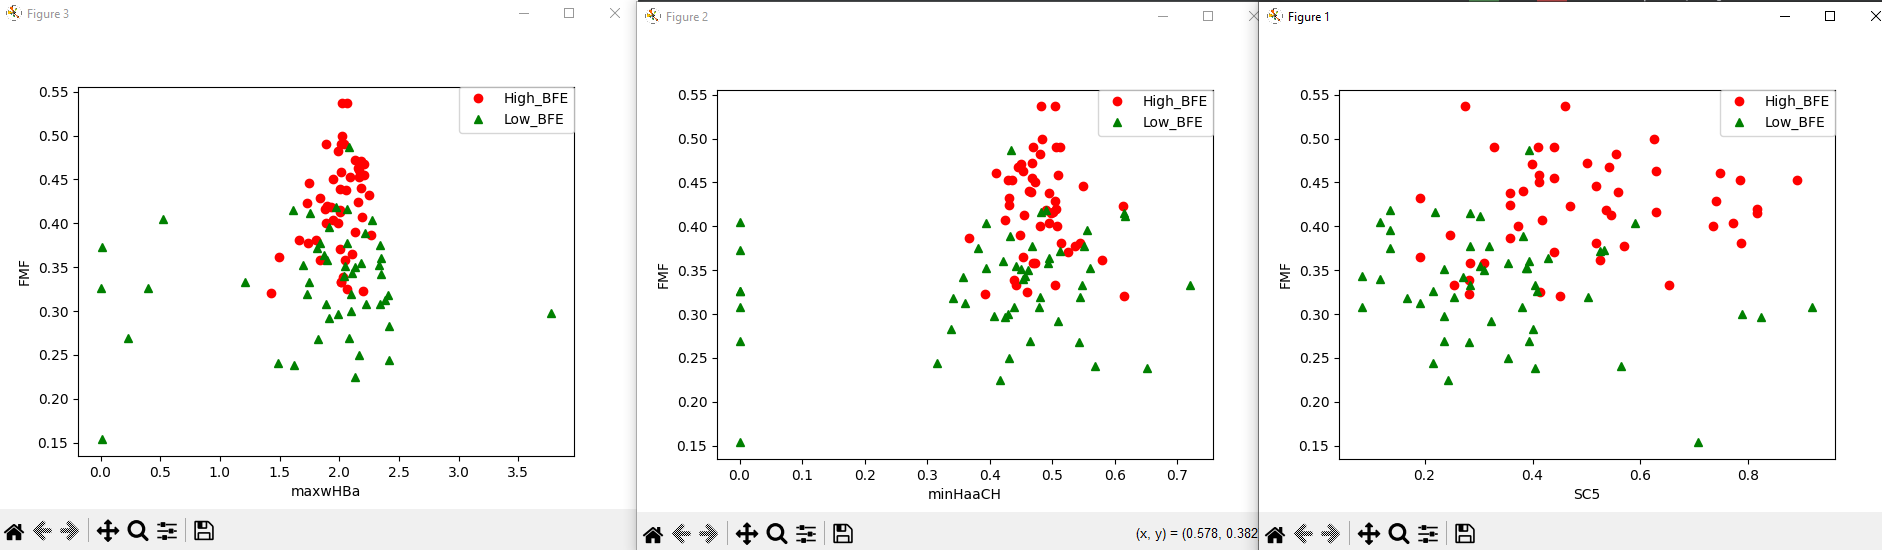 Figure 3
0.55
0.50
0.45
0.40
0.35
0.30
0.25
0.20
0.15
FMF
High_BFE
Low_BFE
0.0 0.5 1.0 1.5 2.0 2.5 3.0 3.5
maxwHBa
Figure 2
0.55
0.50
0.45
0.40
0.35
0.30
0.25
0.20
0.15
FMF
High_BFE
Low_BFE
0.0 0.1 0.2 0.3 0.4 0.5 0.6 0.7
minHaaCH
(x, y) = (0.578, 0.382
Figure 1
0.55
0.50
0.45
0.40
0.35
0.30
0.25
0.20
0.15
FMF
High_BFE
Low_BFE
0.2 0.4 0.6 0.8
SC5